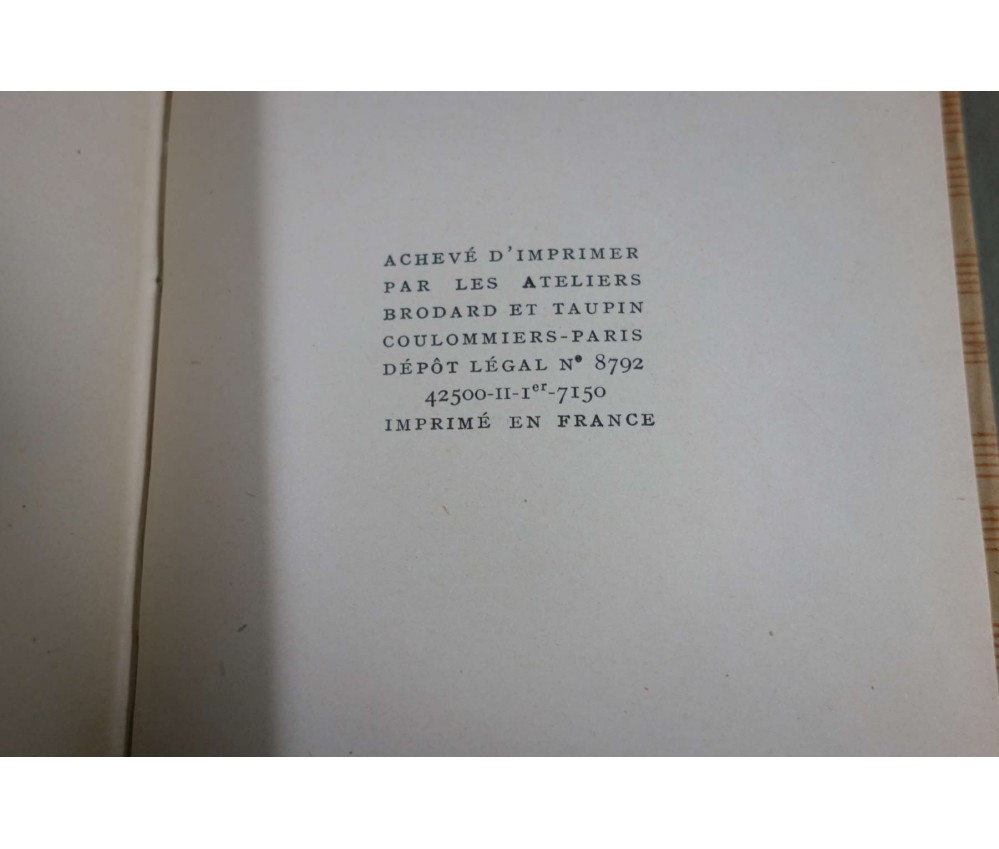 ACHEVÉ D'IMPRIMER
PAR LES ATELIERS
BRODARD ET TAUPIN
COULOMMIERS-PARIS
DÉPÔT LÉGAL Nº 8792
42500-II-Ier-7150
IMPRIMÉ EN FRANCE